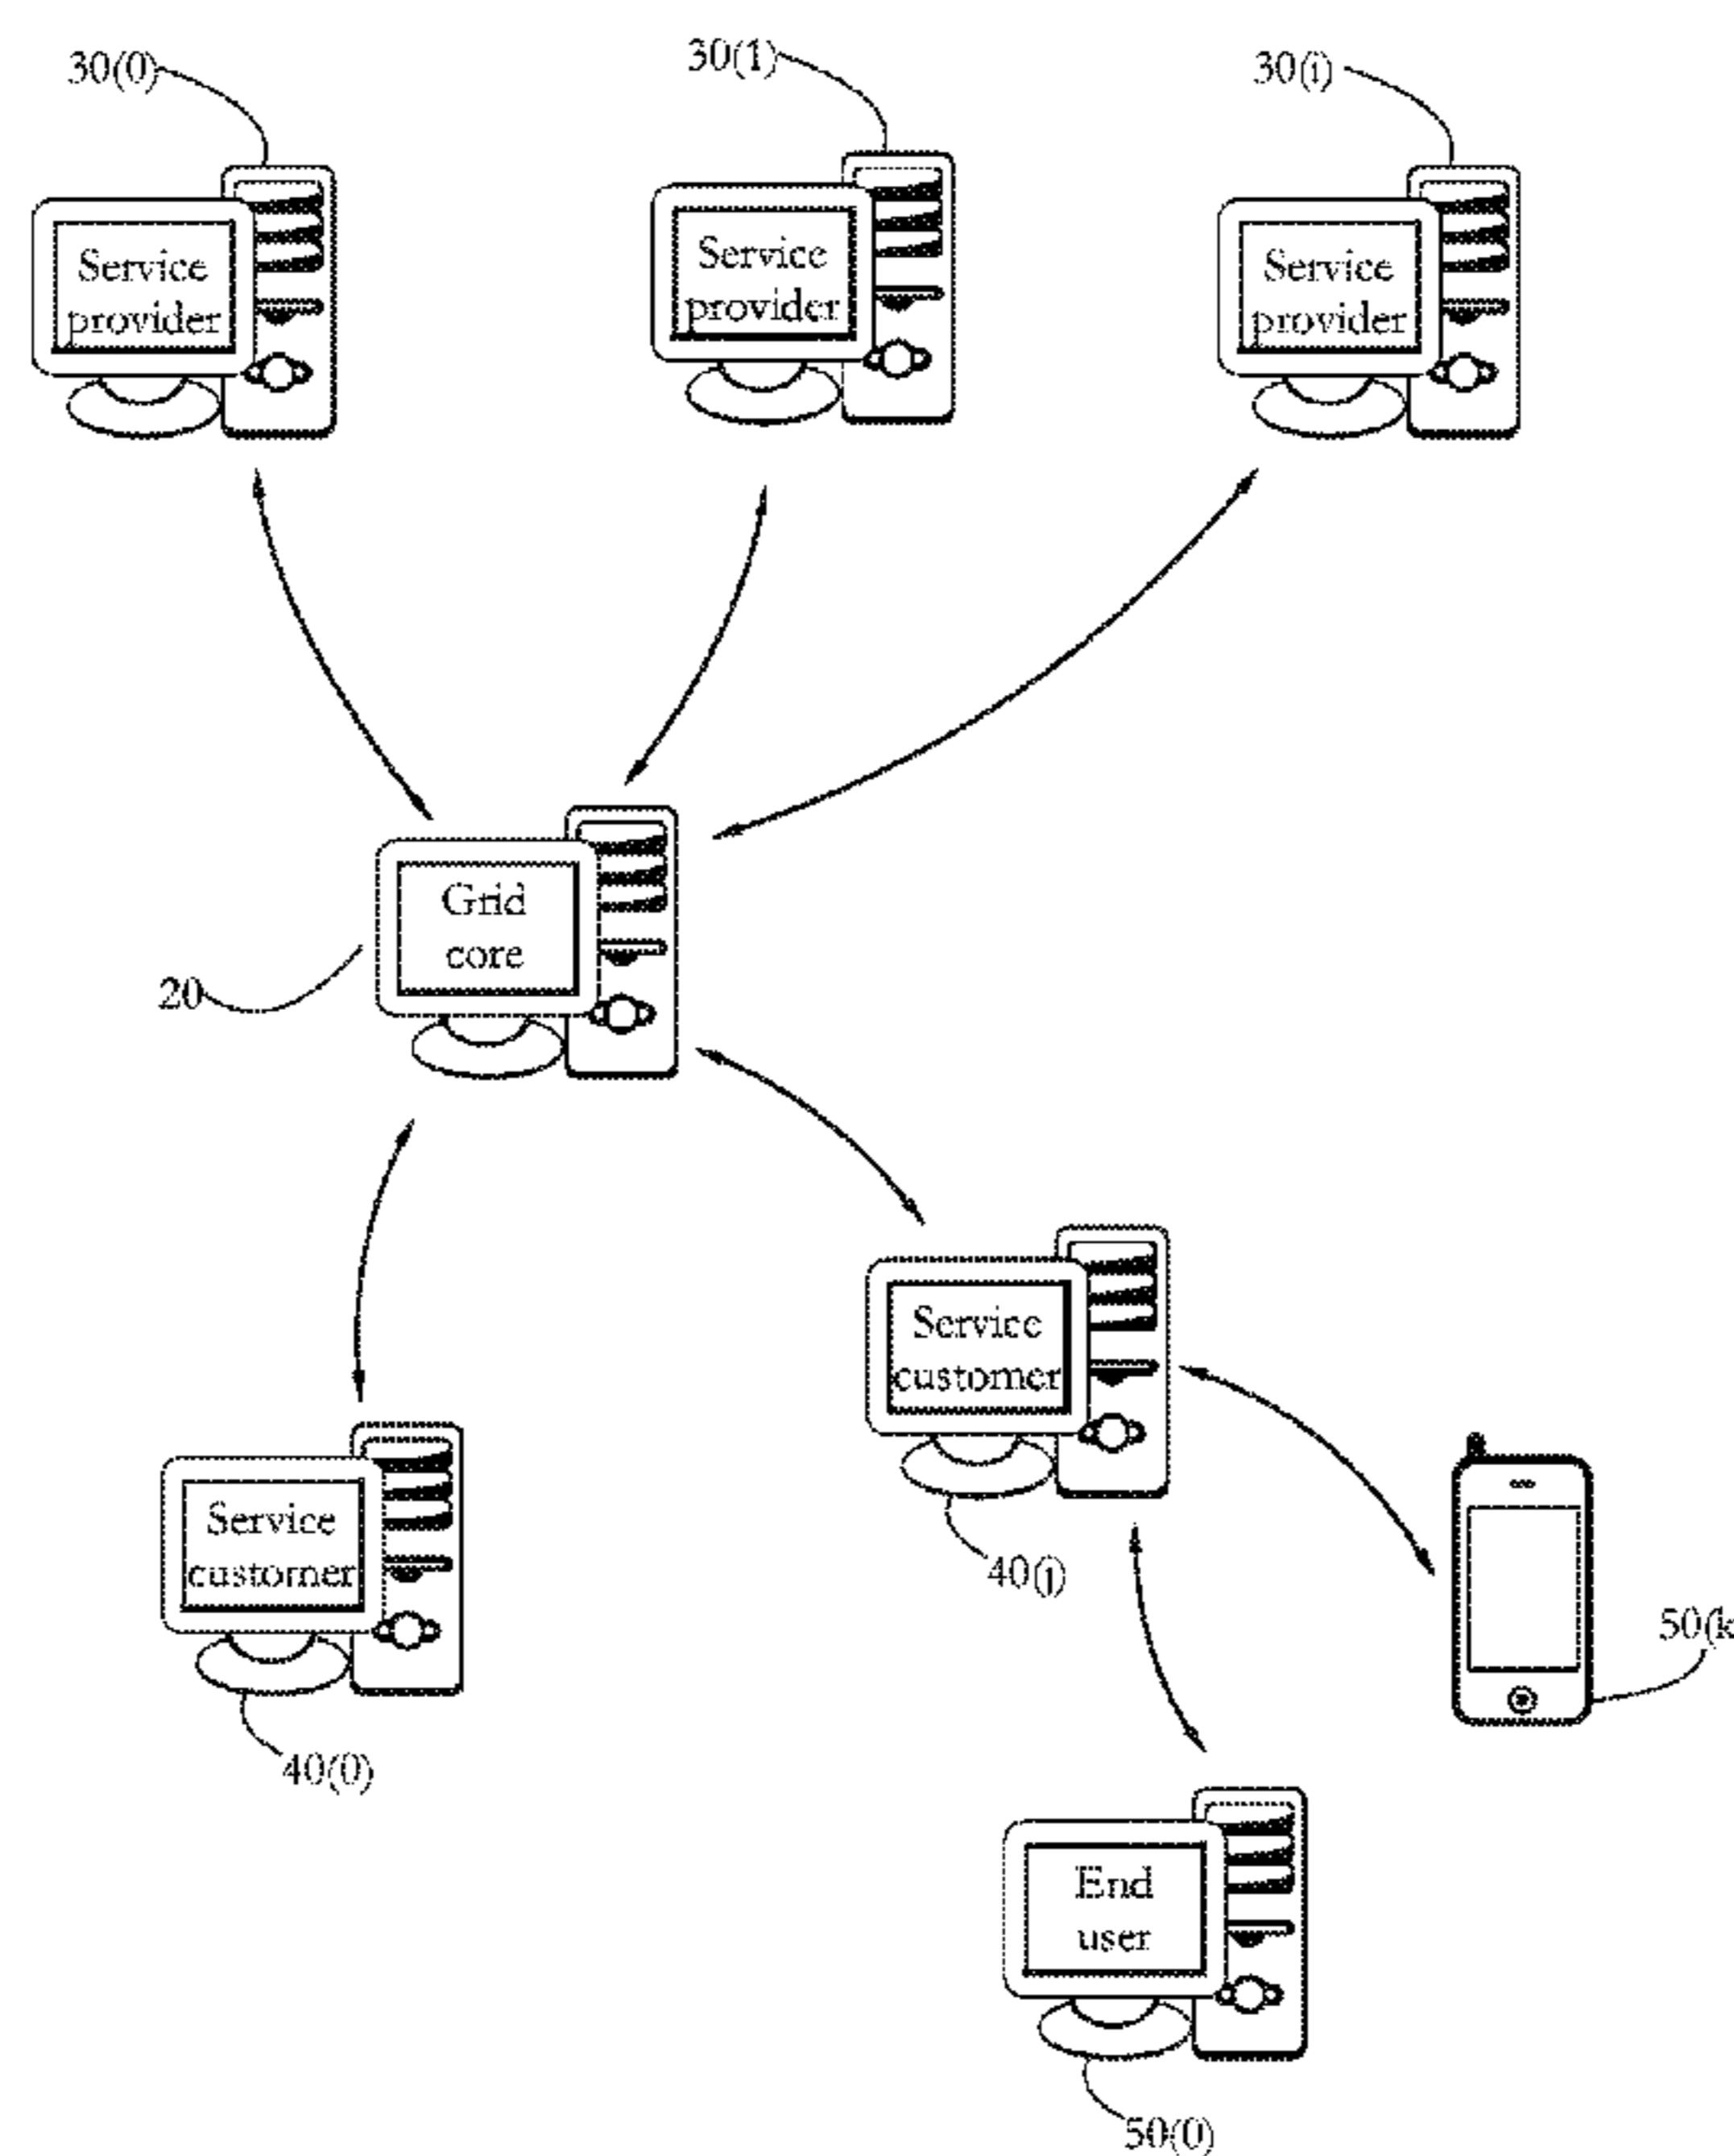 30(0)
30(1)
30(i)
Service
provider
Service
provider
Service
provider
Grid
core
20
Service
customer
40(j)
Service
customer
50(k
40(0)
End
user
50(0)